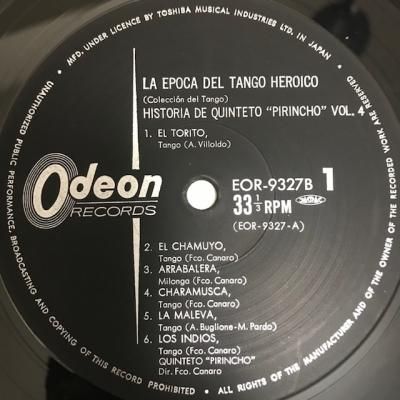 MFD. UNDER LICENCE BY TOSHIBA MUSICAL INDUSTRIES LTD. IN JAPAN
ALL RIGHTS OF THE MANUFACTURER AND OF THE OWNER OF THE RECORDED WORK ARE RESERVED
UNAUTHORIZED PUBLIC PERFORMANCE, BROADCASTING AND COPYING OF THIS RECORD PROHIBITED
LA EPOCA DEL TANGO HEROICO
(Colección del Tango)
HISTORIA DE QUINTETO "PIRINCHO" VOL. 4
1. EL TORITO,
Tango (A. Villoldo)
Odeon
RECORDS
EOR-9327B 1
33 1/3 RPM
(EOR-9327-A)
2. EL CHAMUYO,
Tango (Fco. Canaro)
3. ARRABALERA,
Milonga (Fco. Canaro)
4. CHARAMUSCA,
Tango (Fco. Canaro)
5. LA MALEVA,
Tango (A. Buglione-M. Pardo)
6. LOS INDIOS,
Tango (Fco. Canaro)
QUINTETO "PIRINCHO"
Dir. Fco. Canaro